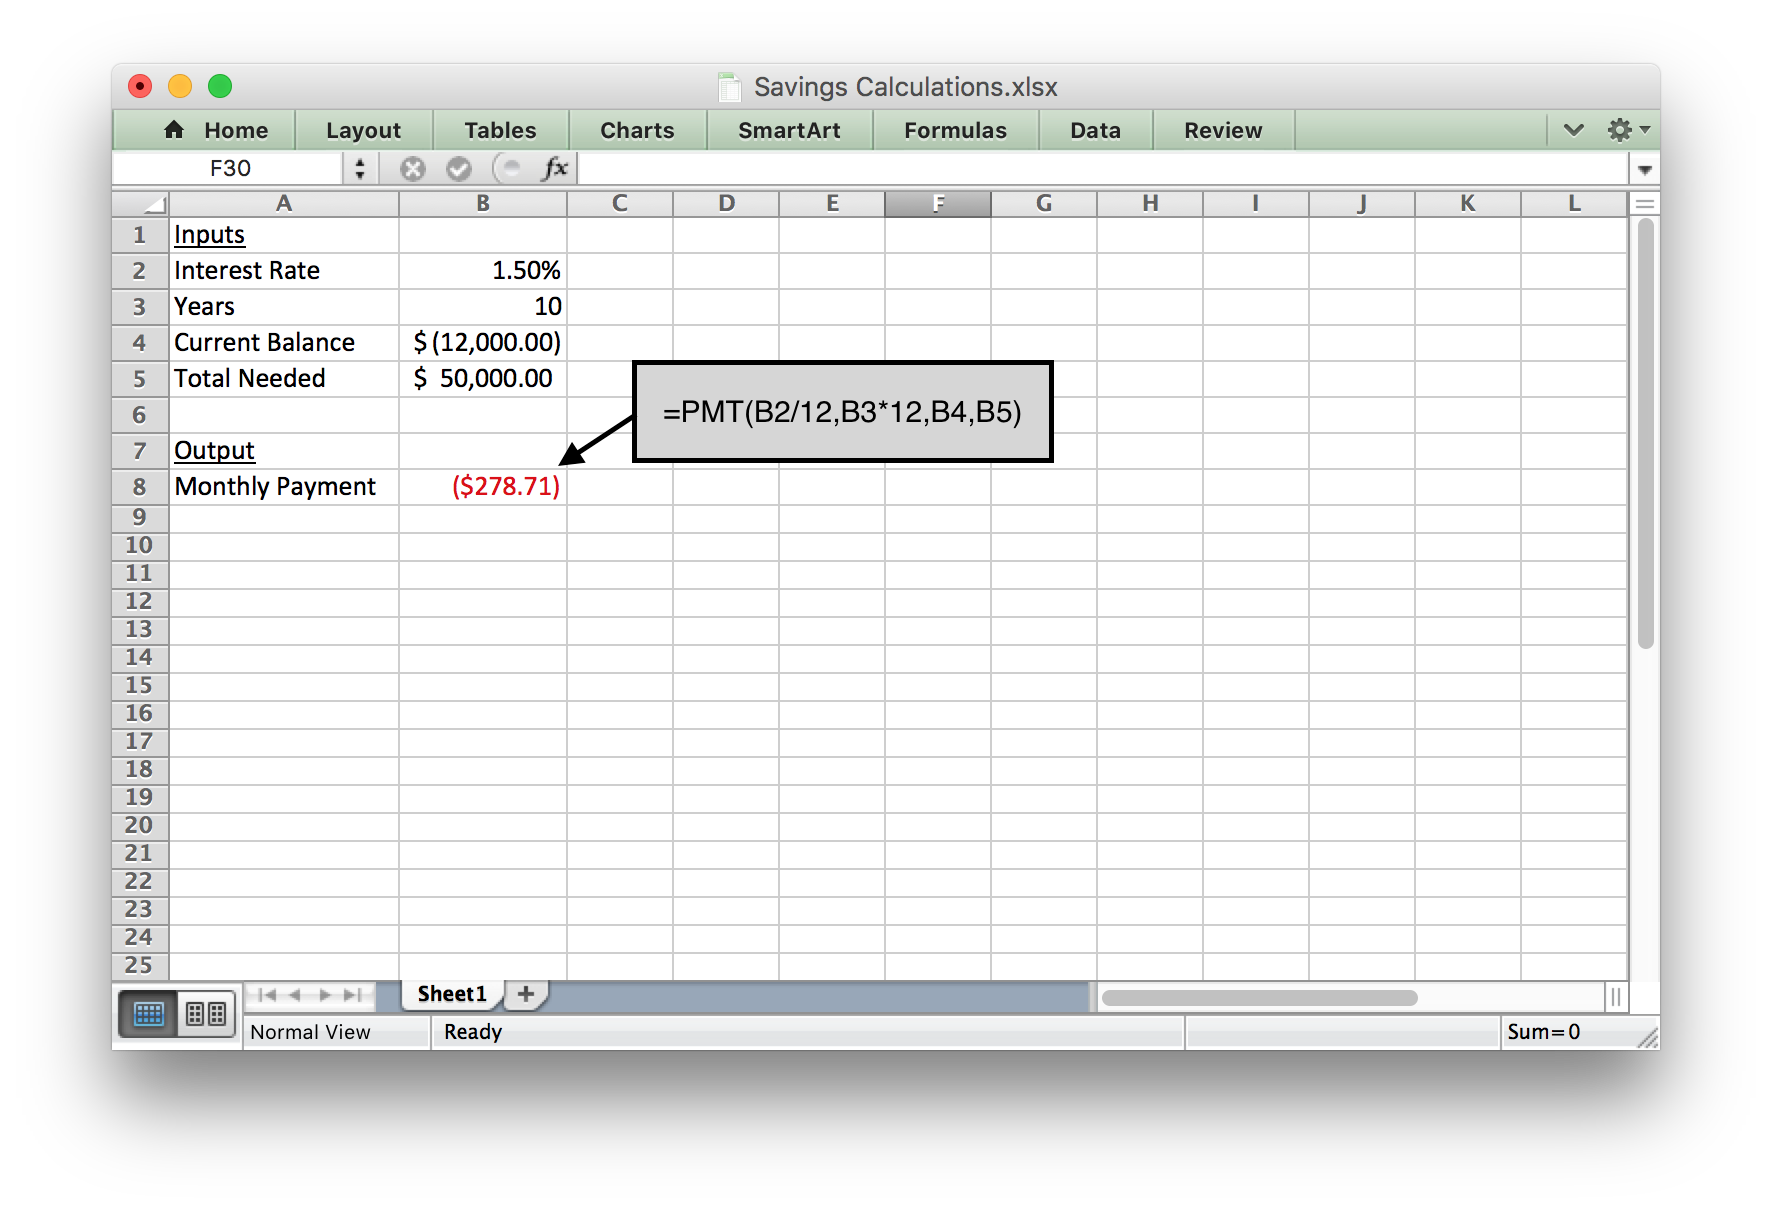 Savings Calculations.xlsx
Home Layout Tables Charts SmartArt Formulas Data Review
F30 fx
A B C D E F G H I J K L
1 Inputs
2 Interest Rate 1.50%
3 Years 10
4 Current Balance $ (12,000.00)
5 Total Needed $ 50,000.00
=PMT(B2/12,B3*12,B4,B5)
6
7 Output
8 Monthly Payment ($278.71)
9
10
11
12
13
14
15
16
17
18
19
20
21
22
23
24
25
Sheet1 +
Normal View Ready Sum=0